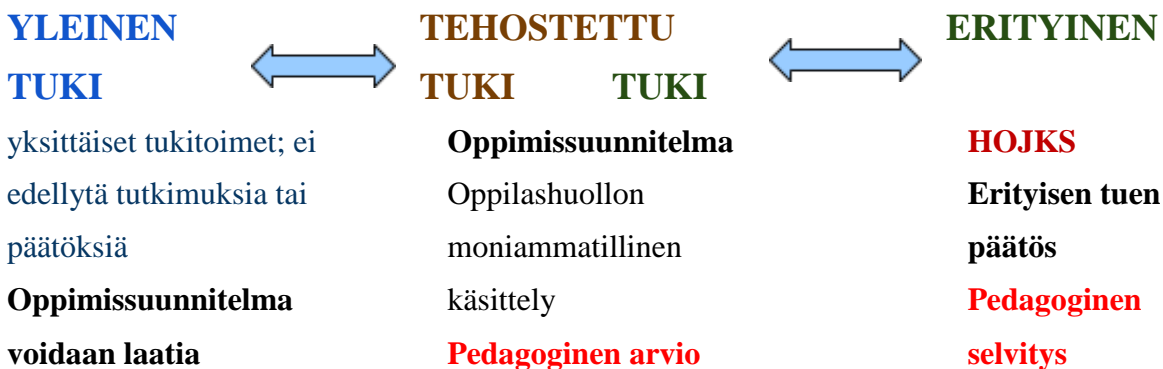 YLEINEN TEHOSTETTU ERITYINEN
TUKI TUKI TUKI
yksittäiset tukitoimet; ei Oppimissuunnitelma HOJKS
edellytä tutkimuksia tai Oppilashuollon Erityisen tuen
päätöksiä moniammatillinen päätös
Oppimissuunnitelma käsittely Pedagoginen
voidaan laatia Pedagoginen arvio selvitys